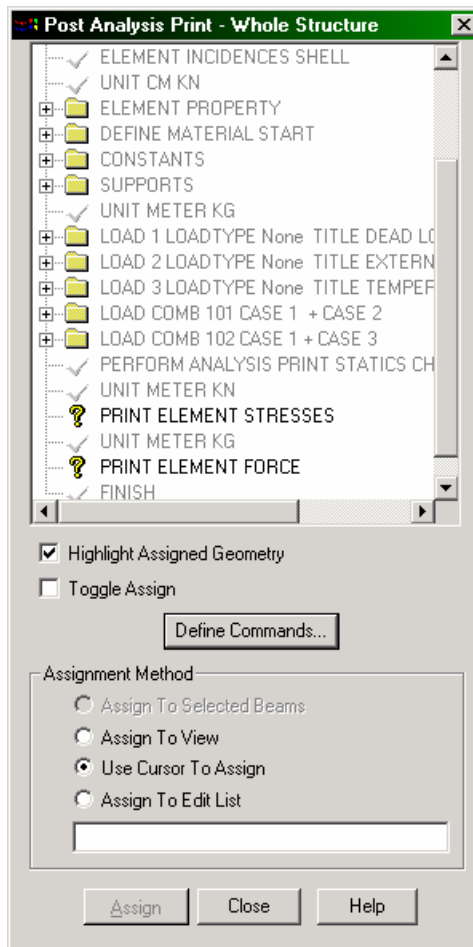 Post Analysis Print - Whole Structure
ELEMENT INCIDENCES SHELL
UNIT CM KN
ELEMENT PROPERTY
DEFINE MATERIAL START
CONSTANTS
SUPPORTS
UNIT METER KG
LOAD 1 LOADTYPE None TITLE DEAD LO
LOAD 2 LOADTYPE None TITLE EXTERN
LOAD 3 LOADTYPE None TITLE TEMPER
LOAD COMB 101 CASE 1 + CASE 2
LOAD COMB 102 CASE 1 + CASE 3
PERFORM ANALYSIS PRINT STATICS CH
UNIT METER KN
PRINT ELEMENT STRESSES
UNIT METER KG
PRINT ELEMENT FORCE
FINISH
Highlight Assigned Geometry
Toggle Assign
Define Commands...
Assignment Method
Assign To Selected Beams
Assign To View
Use Cursor To Assign
Assign To Edit List
Assign Close Help